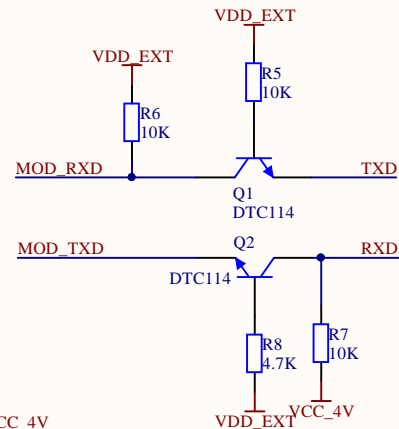 VDD_EXT
VDD_EXT
R5
10K
R6
10K
MOD_RXD
TXD
Q1
DTC114
Q2
MOD_TXD
RXD
DTC114
R8
4.7K
R7
10K
VCC_4V
VDD_EXT
CC_4V